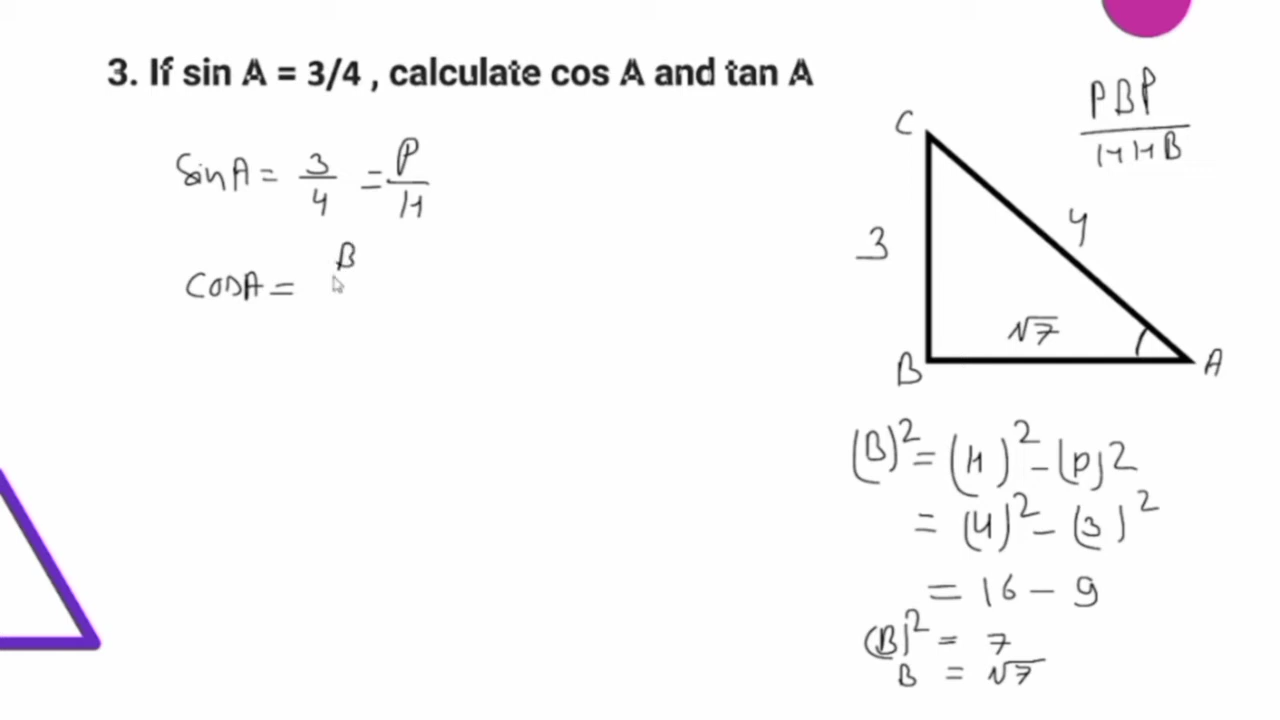 3. If sin A = 3/4 , calculate cos A and tan A
SinA = 3/4 = P/H
CosA = B
PBP
HHB
C
3
4
√7
B
A
(B)² = (H)² - (P)²
= (4)² - (3)²
= 16 - 9
(B)² = 7
B = √7